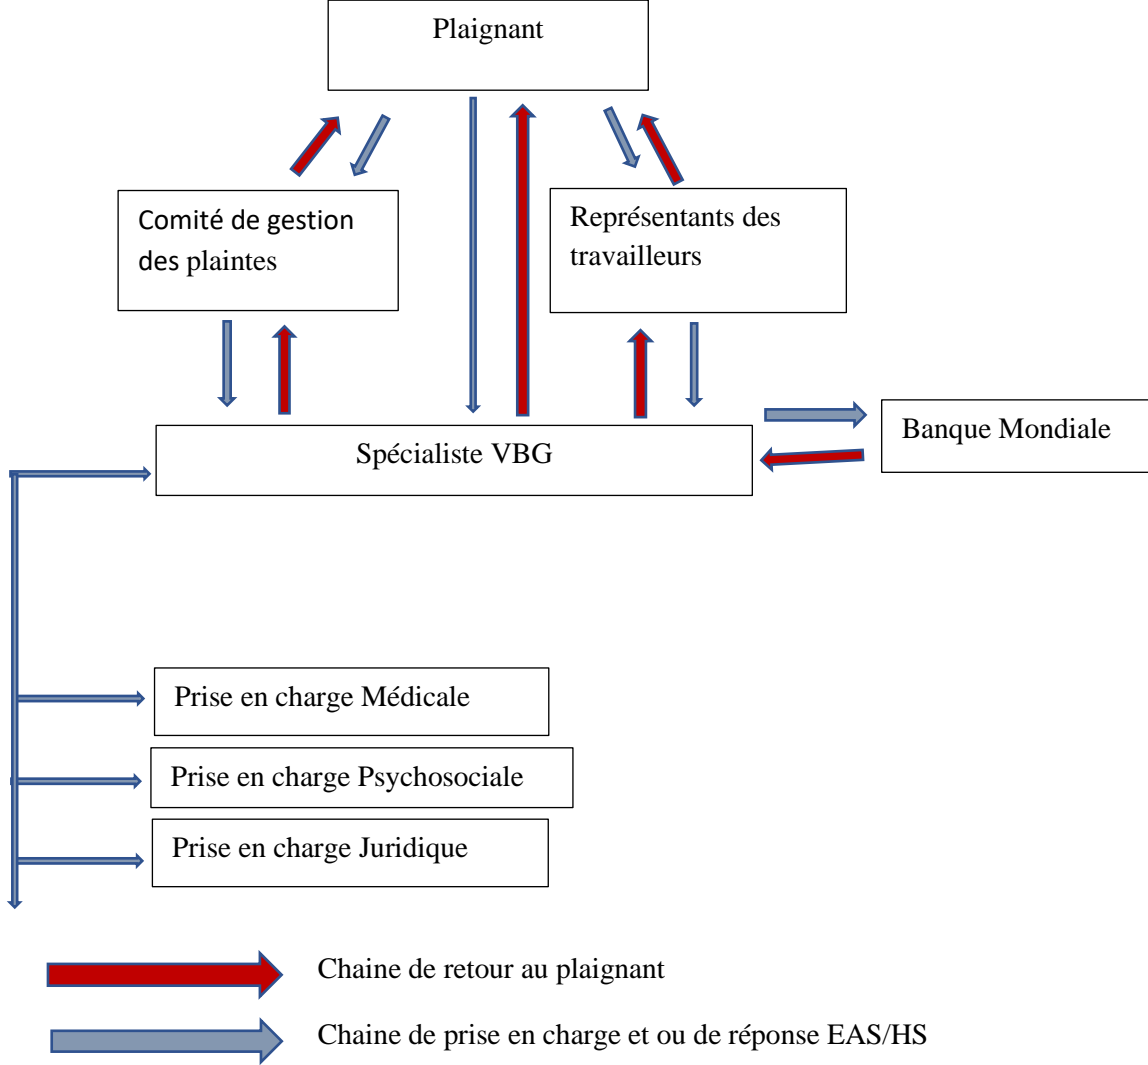 Plaignant
Comité de gestion
des plaintes
Représentants des
travailleurs
Spécialiste VBG
Banque Mondiale
Prise en charge Médicale
Prise en charge Psychosociale
Prise en charge Juridique
Chaine de retour au plaignant
Chaine de prise en charge et ou de réponse EAS/HS